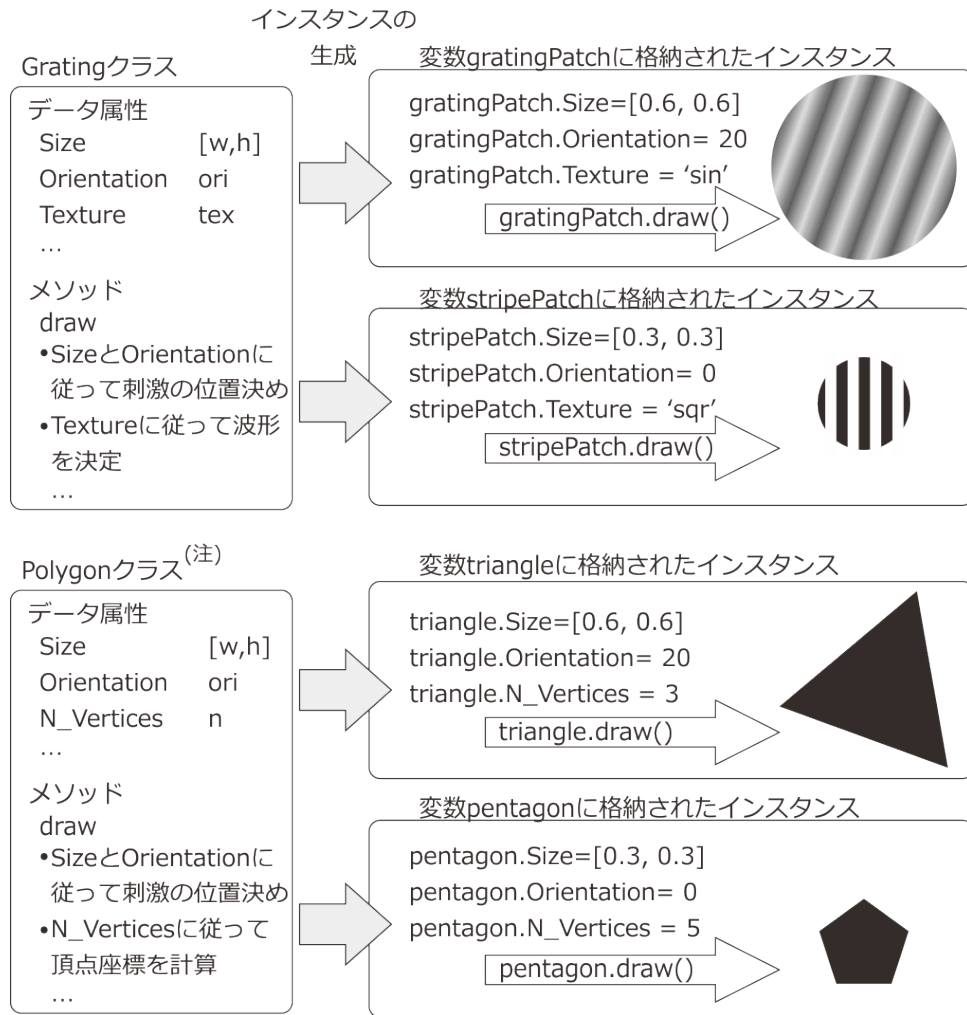 インスタンスの
生成
Gratingクラス
データ属性
Size [w,h]
Orientation ori
Texture tex
…
メソッド
draw
•SizeとOrientationに
従って刺激の位置決め
•Textureに従って波形
を決定
…
変数gratingPatchに格納されたインスタンス
gratingPatch.Size=[0.6, 0.6]
gratingPatch.Orientation= 20
gratingPatch.Texture = ‘sin’
gratingPatch.draw()
変数stripePatchに格納されたインスタンス
stripePatch.Size=[0.3, 0.3]
stripePatch.Orientation= 0
stripePatch.Texture = ‘sqr’
stripePatch.draw()
Polygonクラス(注)
データ属性
Size [w,h]
Orientation ori
N_Vertices n
…
メソッド
draw
•SizeとOrientationに
従って刺激の位置決め
•N_Verticesに従って
頂点座標を計算
…
変数triangleに格納されたインスタンス
triangle.Size=[0.6, 0.6]
triangle.Orientation= 20
triangle.N_Vertices = 3
triangle.draw()
変数pentagonに格納されたインスタンス
pentagon.Size=[0.3, 0.3]
pentagon.Orientation= 0
pentagon.N_Vertices = 5
pentagon.draw()